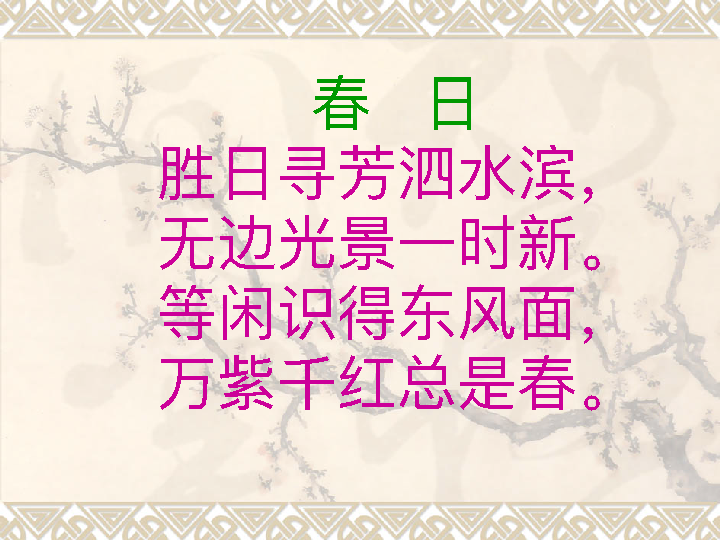 春　日
胜日寻芳泗水滨，
无边光景一时新。
等闲识得东风面，
万紫千红总是春。